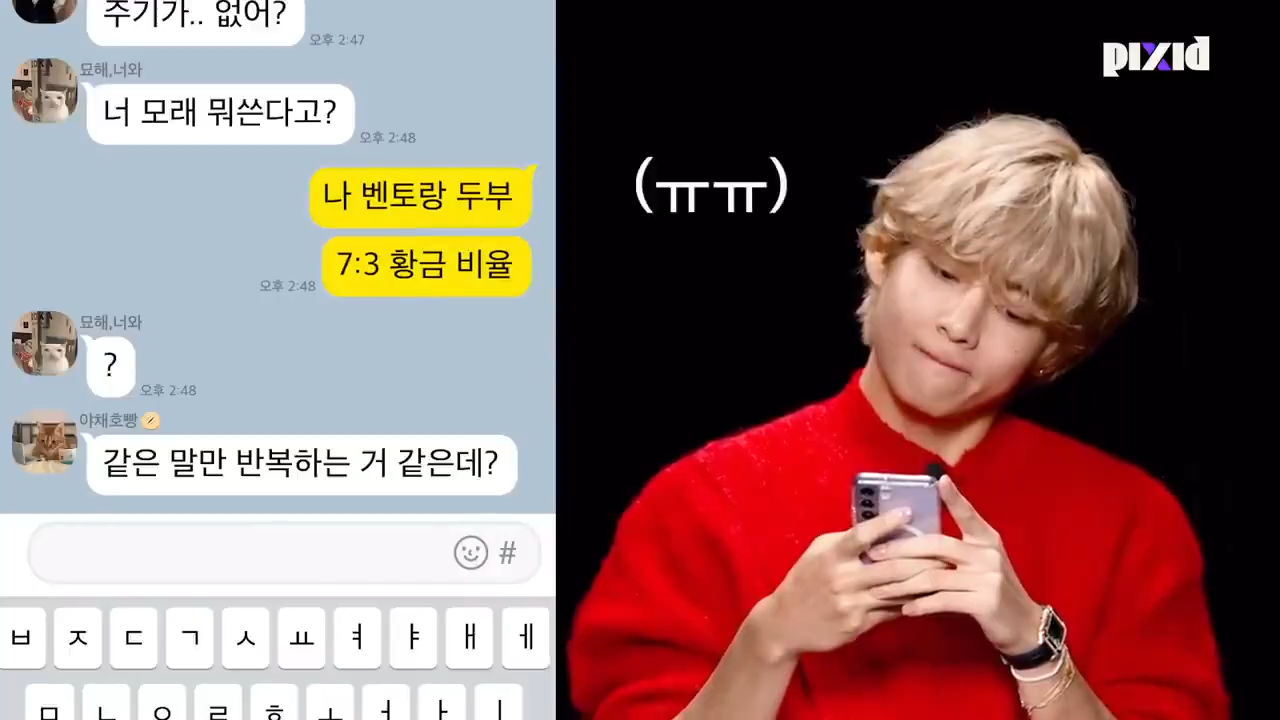 주기가.. 없어?
오후 2:47
묘해,너와
너 모래 뭐쓴다고?
오후 2:48
나 벤토랑 두부
7:3 황금 비율
오후 2:48
묘해,너와
?
오후 2:48
야채호빵
같은 말만 반복하는 거 같은데?
#
ㅂ ㅈ ㄷ ㄱ ㅅ ㅛ ㅕ ㅑ ㅐ ㅔ
ㅁ ㄴ ㅇ ㄹ ㅎ ㅗ ㅓ ㅏ ㅣ
pixid
(ㅠㅠ)